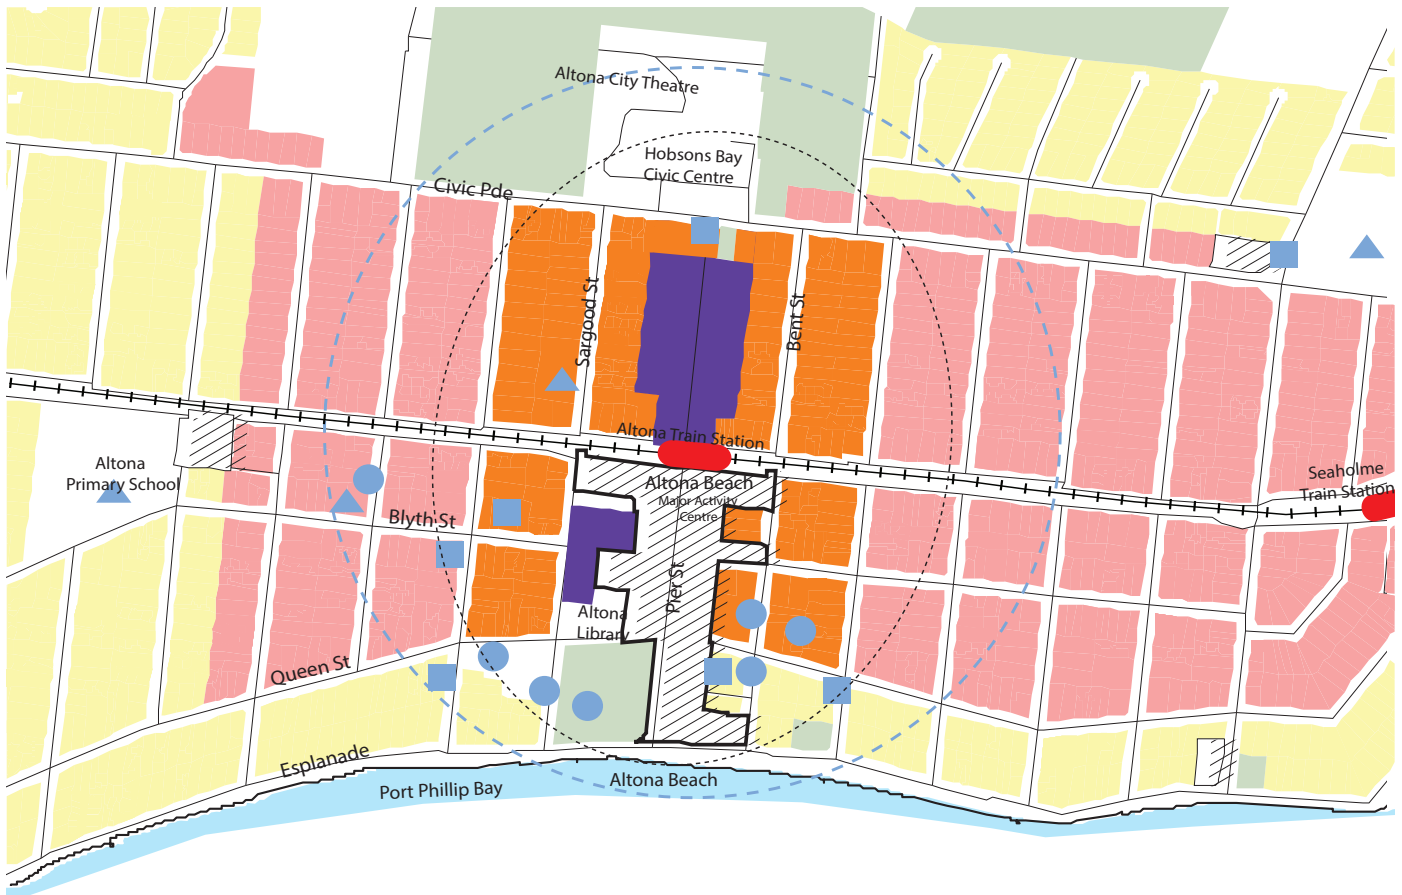 Altona City Theatre
Hobsons Bay
Civic Centre
Civic Pde
Sargood St
Bent St
Altona Train Station
Altona
Primary School
Altona Beach
Major Activity
Centre
Seaholme
Train Station
Blyth St
Pier St
Altona
Library
Queen St
Esplanade
Altona Beach
Port Phillip Bay